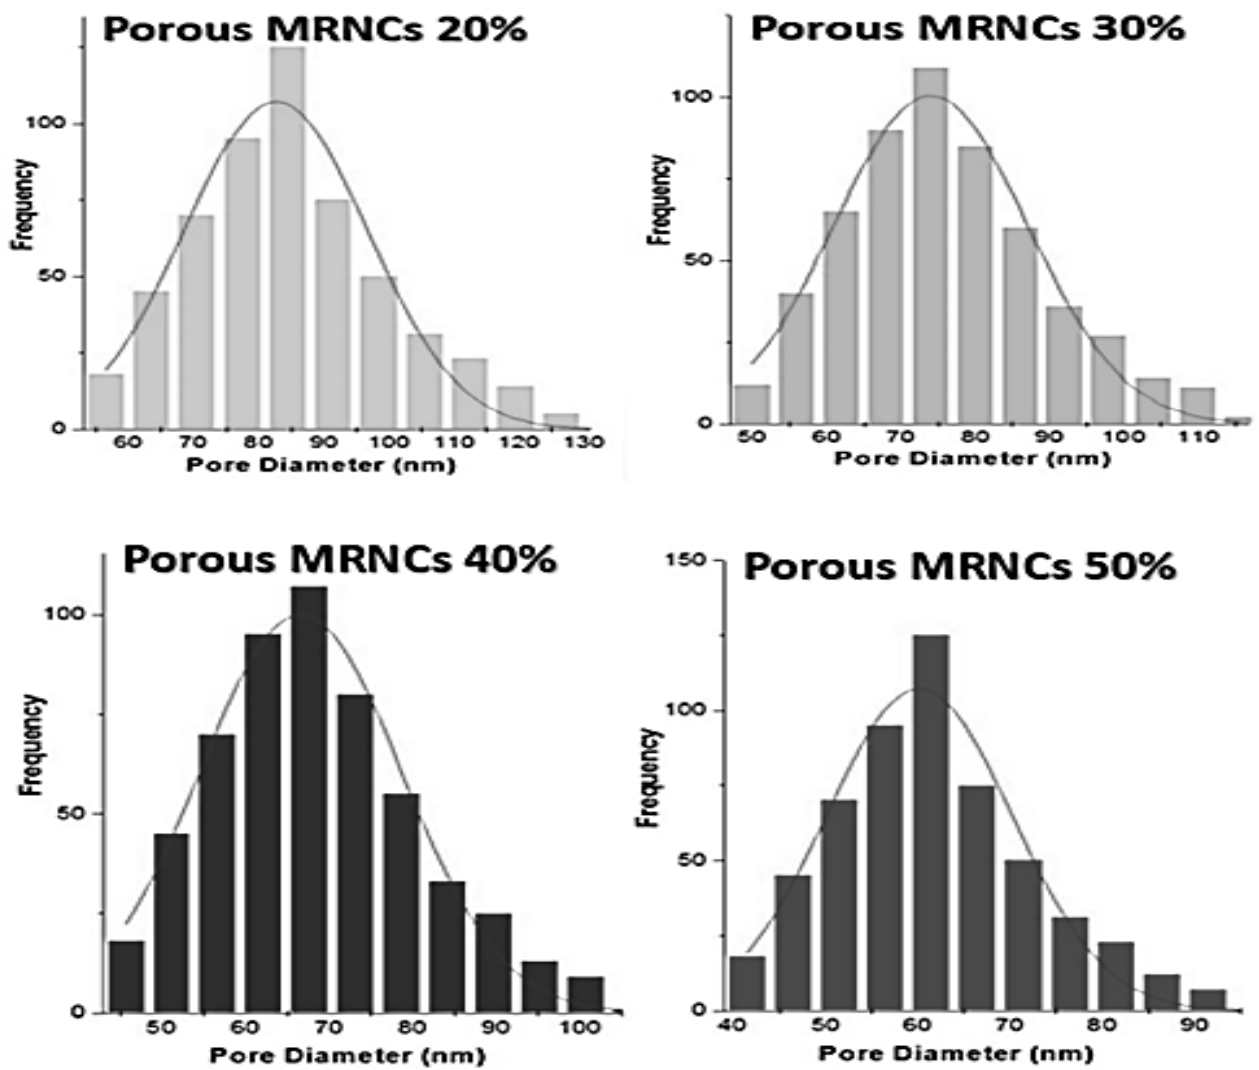 Porous MRNCs 20%
100
50
0
Frequency
60 70 80 90 100 110 120 130
Pore Diameter (nm)
Porous MRNCs 30%
100
50
0
Frequency
50 60 70 80 90 100 110
Pore Diameter (nm)
Porous MRNCs 40%
100
50
0
Frequency
50 60 70 80 90 100
Pore Diameter (nm)
Porous MRNCs 50%
150
100
50
0
Frequency
40 50 60 70 80 90
Pore Diameter (nm)